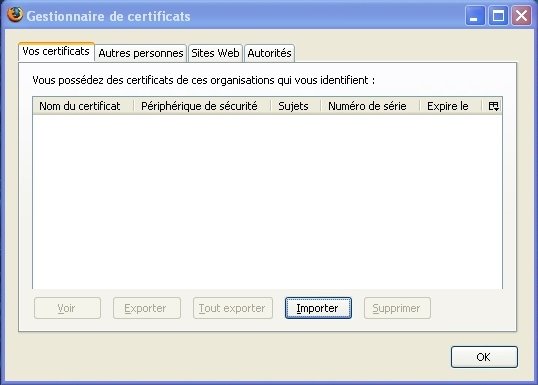 Gestionnaire de certificats
Vos certificats Autres personnes Sites Web Autorités
Vous possédez des certificats de ces organisations qui vous identifient :
Nom du certificat Périphérique de sécurité Sujets Numéro de série Expire le
Voir Exporter Tout exporter Importer Supprimer
OK